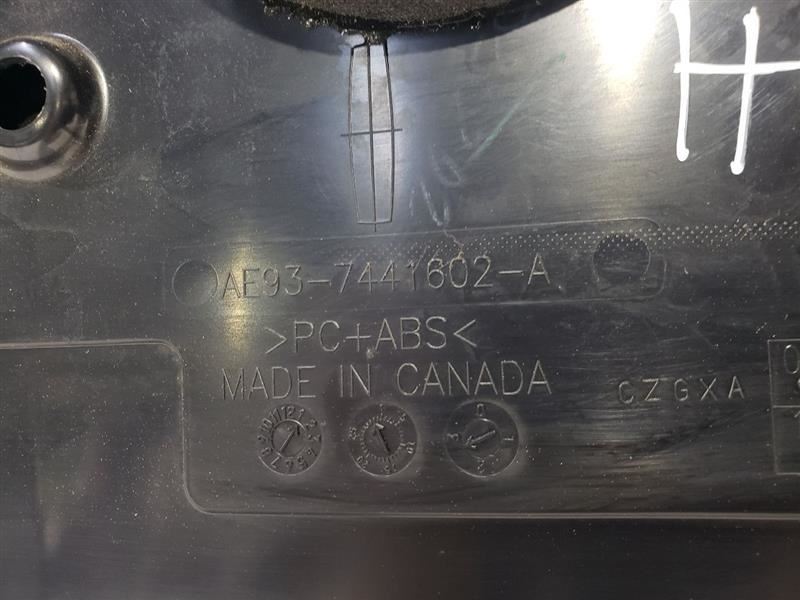 H
AE93-7441602-A
>PC+ABS<
MADE IN CANADA
CZGXA